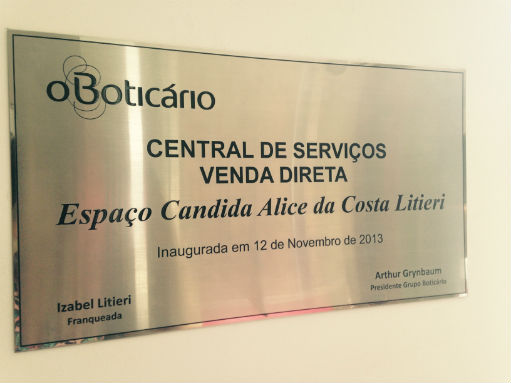 oBoticário
CENTRAL DE SERVIÇOS
VENDA DIRETA
Espaço Candida Alice da Costa Litieri
Inaugurada em 12 de Novembro de 2013
Izabel Litieri
Franqueada
Arthur Grynbaum
Presidente Grupo Boticário